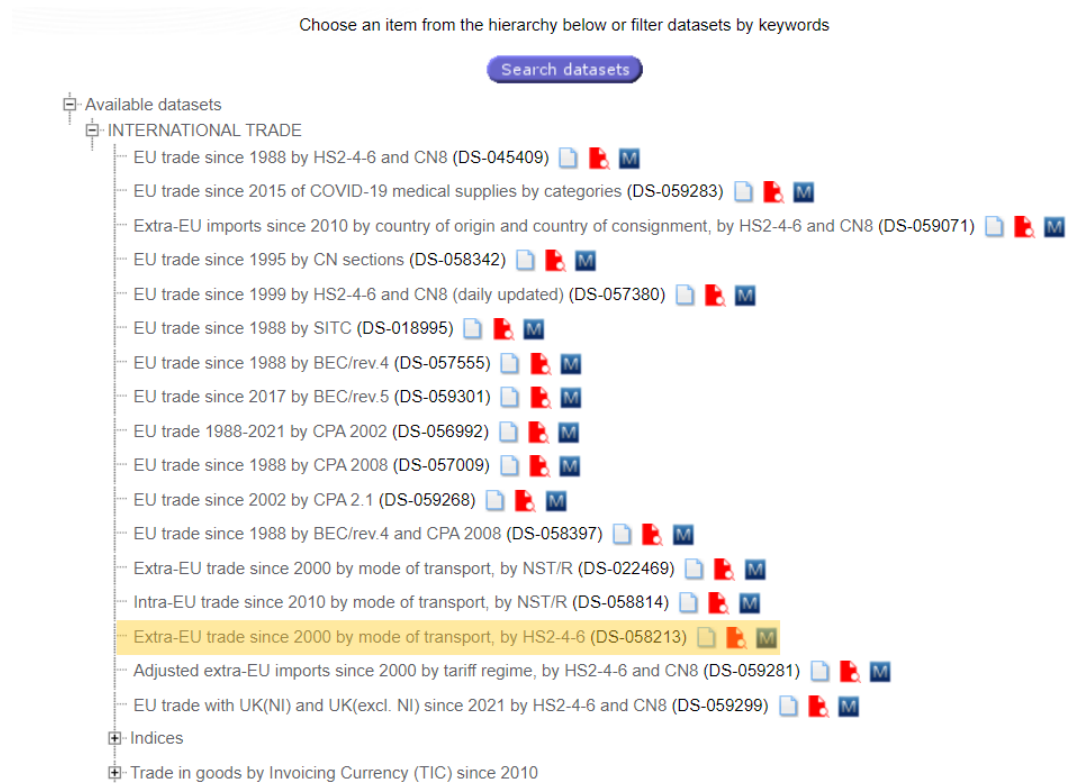 Choose an item from the hierarchy below or filter datasets by keywords
Search datasets
Available datasets
INTERNATIONAL TRADE
EU trade since 1988 by HS2-4-6 and CN8 (DS-045409) M
EU trade since 2015 of COVID-19 medical supplies by categories (DS-059283) M
Extra-EU imports since 2010 by country of origin and country of consignment, by HS2-4-6 and CN8 (DS-059071) M
EU trade since 1995 by CN sections (DS-058342) M
EU trade since 1999 by HS2-4-6 and CN8 (daily updated) (DS-057380) M
EU trade since 1988 by SITC (DS-018995) M
EU trade since 1988 by BEC/rev.4 (DS-057555) M
EU trade since 2017 by BEC/rev.5 (DS-059301) M
EU trade 1988-2021 by CPA 2002 (DS-056992) M
EU trade since 1988 by CPA 2008 (DS-057009) M
EU trade since 2002 by CPA 2.1 (DS-059268) M
EU trade since 1988 by BEC/rev.4 and CPA 2008 (DS-058397) M
Extra-EU trade since 2000 by mode of transport, by NST/R (DS-022469) M
Intra-EU trade since 2010 by mode of transport, by NST/R (DS-058814) M
Extra-EU trade since 2000 by mode of transport, by HS2-4-6 (DS-058213) M
Adjusted extra-EU imports since 2000 by tariff regime, by HS2-4-6 and CN8 (DS-059281) M
EU trade with UK(NI) and UK(excl. NI) since 2021 by HS2-4-6 and CN8 (DS-059299) M
Indices
Trade in goods by Invoicing Currency (TIC) since 2010